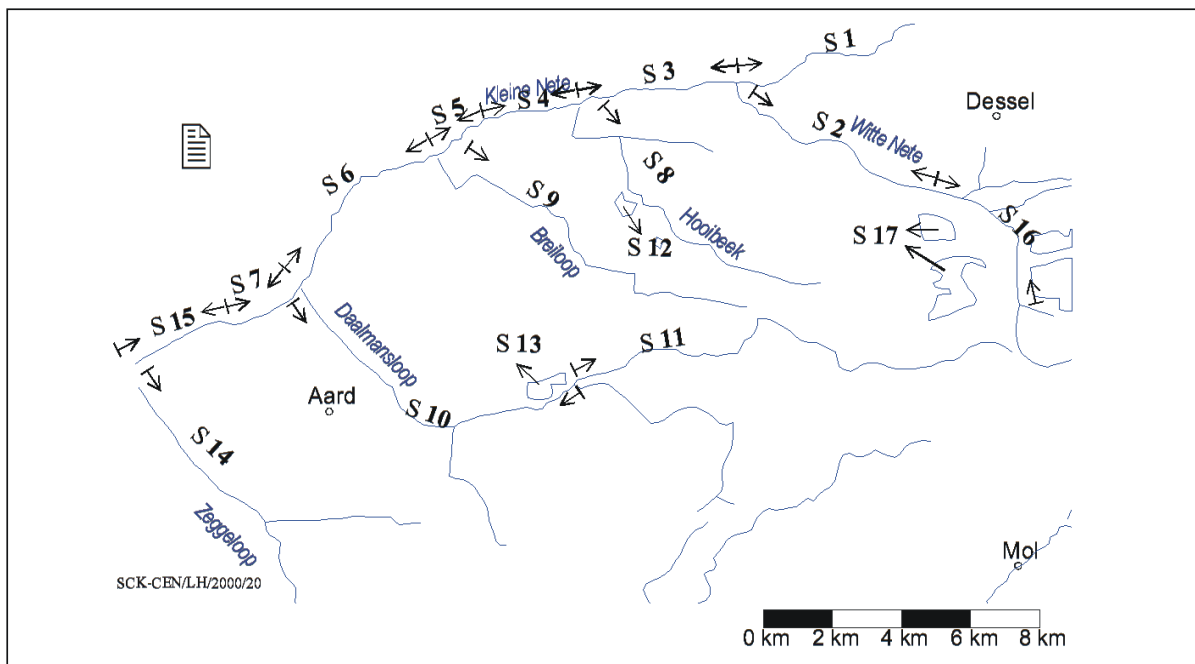 S 1
S 3
Kleine Nete
S 4
Dessel
S 5
S 2
Witte Nete
S 6
S 8
S 9
S 16
Hooibeek
S 17
S 12
Breiloop
S 7
S 15
Daalmansloop
S 13
S 11
Aard
S 10
S 14
Zeggeloop
Mol
SCK-CEN/LH/2000/20
0 km 2 km 4 km 6 km 8 km